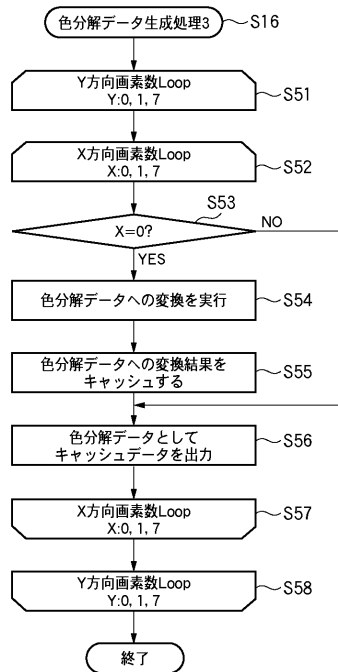 色分解データ生成処理3
S16
Y方向画素数Loop
Y:0, 1, 7
S51
X方向画素数Loop
X:0, 1, 7
S52
S53
X=0?
NO
YES
色分解データへの変換を実行
S54
色分解データへの変換結果を
キャッシュする
S55
色分解データとして
キャッシュデータを出力
S56
X方向画素数Loop
X:0, 1, 7
S57
Y方向画素数Loop
Y:0, 1, 7
S58
終了